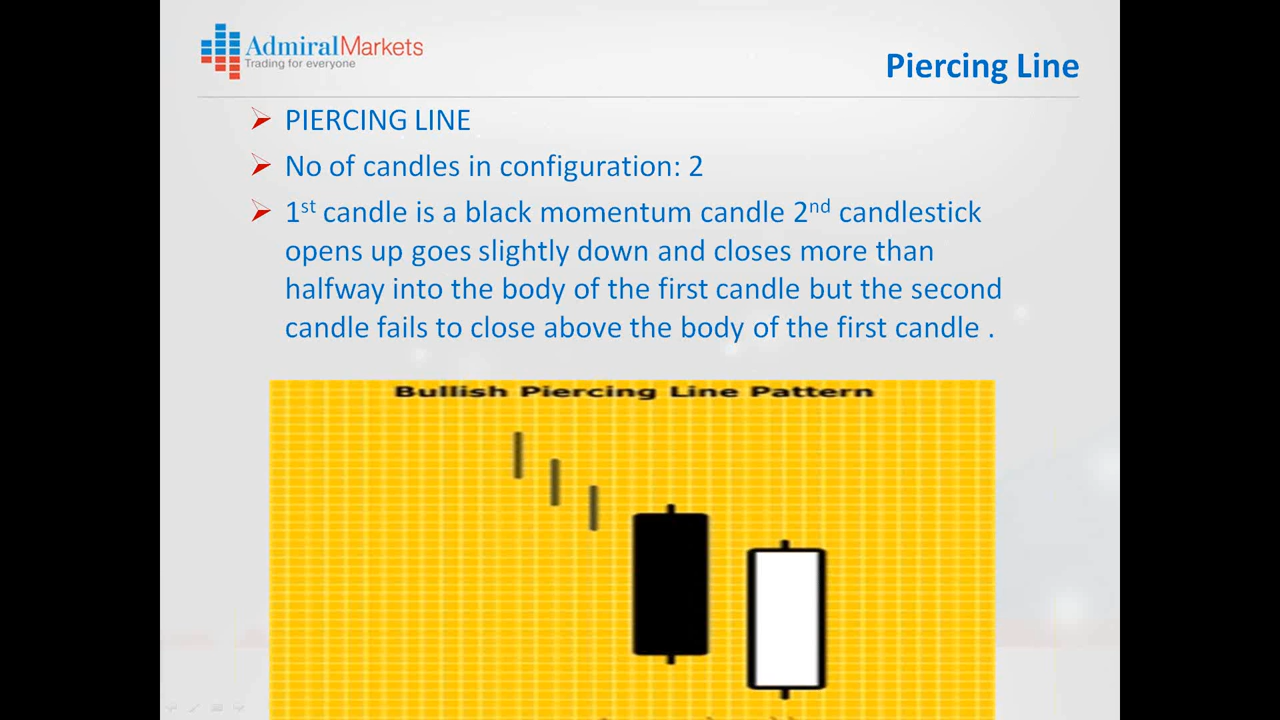 AdmiralMarkets
Trading for everyone
Piercing Line
PIERCING LINE
No of candles in configuration: 2
1st candle is a black momentum candle 2nd candlestick
opens up goes slightly down and closes more than
halfway into the body of the first candle but the second
candle fails to close above the body of the first candle .
Bullish Piercing Line Pattern